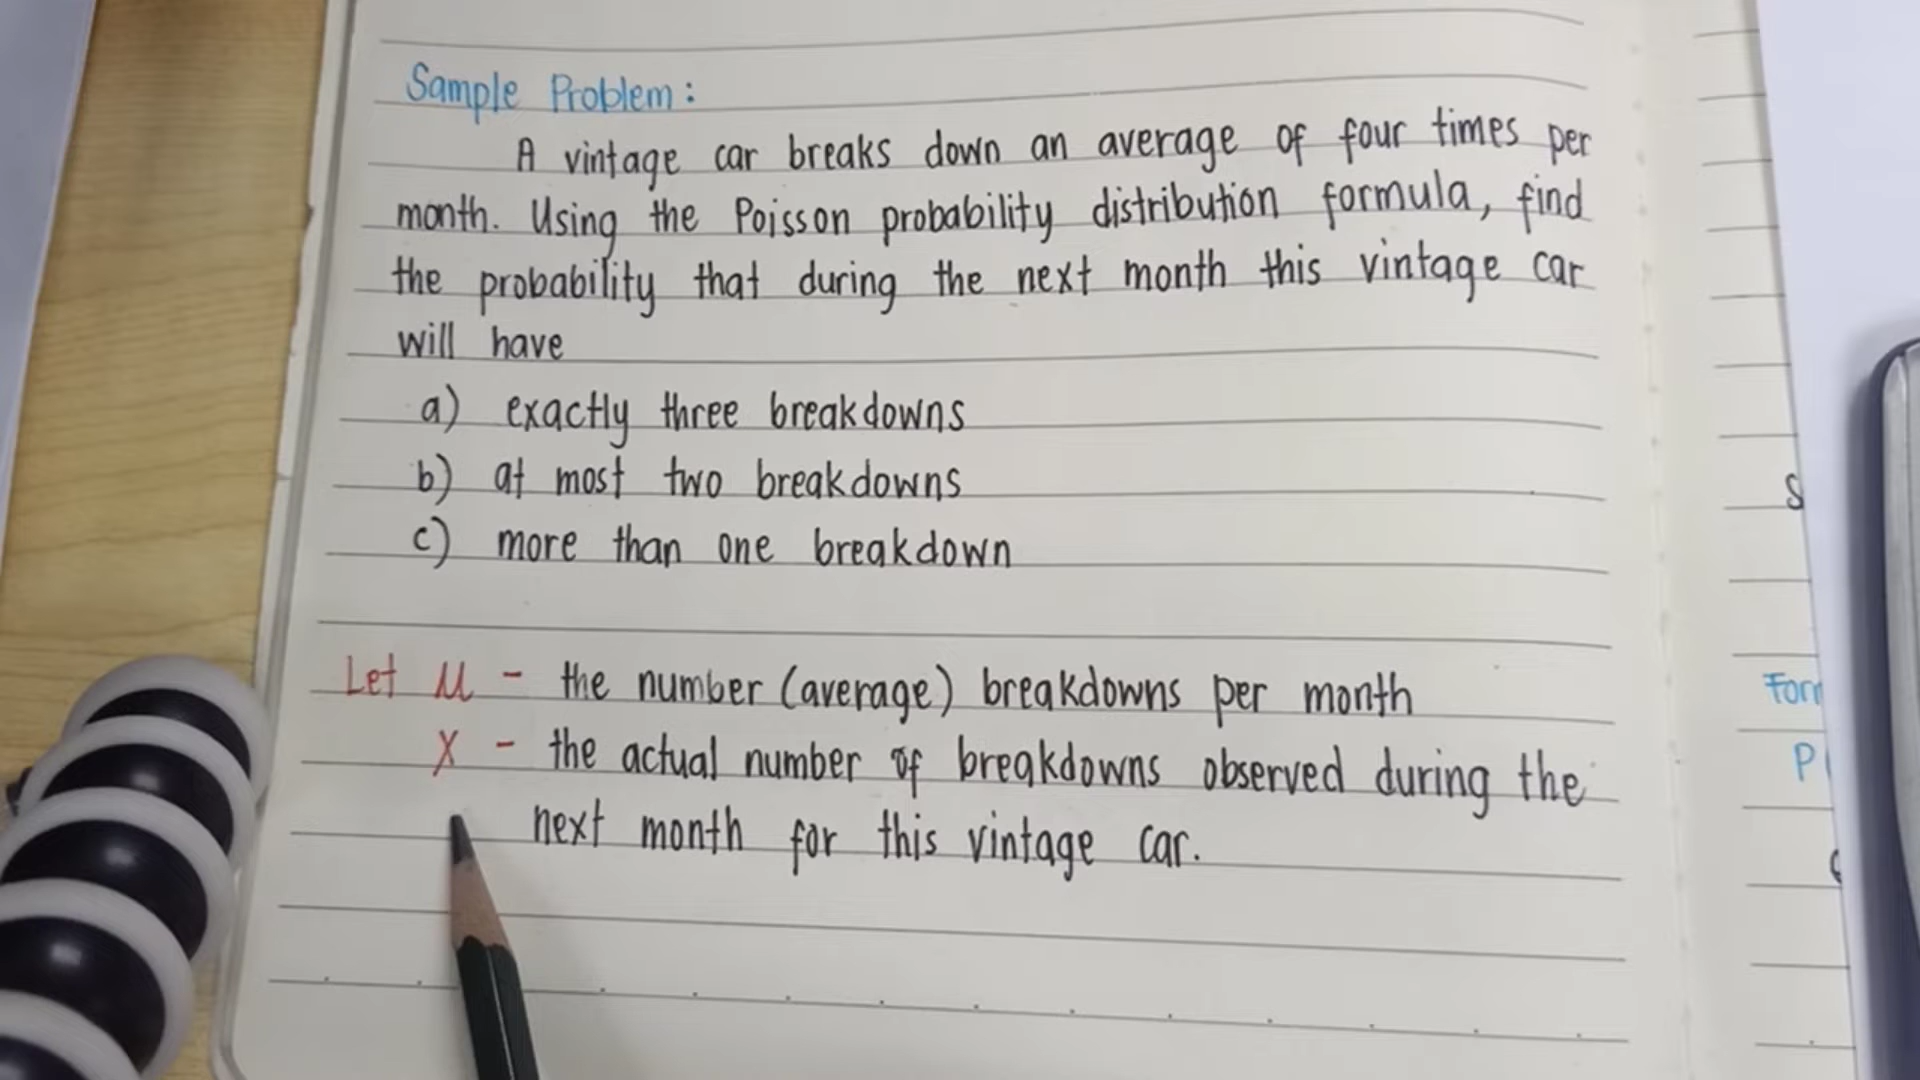 Sample Problem:
A vintage car breaks down an average of four times per
month. Using the Poisson probability distribution formula, find
the probability that during the next month this vintage car
will have
a) exactly three breakdowns
b) at most two breakdowns
c) more than one breakdown
Let μ - the number (average) breakdowns per month
X - the actual number of breakdowns observed during the
next month for this vintage car.
S
For
P